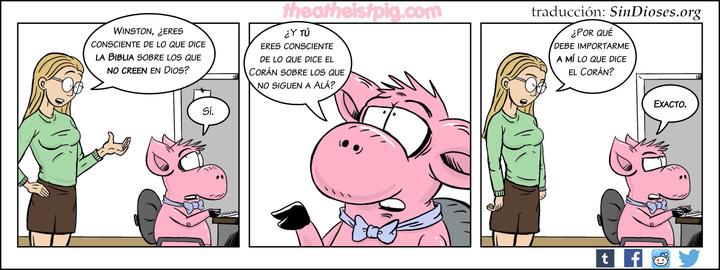 theatheistpig.com
traducción: SinDioses.org
WINSTON, ¿ERES
CONSCIENTE DE LO QUE DICE
LA BIBLIA SOBRE LOS QUE
NO CREEN EN DIOS?
SÍ.
¿Y TÚ
ERES CONSCIENTE
DE LO QUE DICE EL
CORÁN SOBRE LOS QUE
NO SIGUEN A ALÁ?
¿POR QUÉ
DEBE IMPORTARME
A MÍ LO QUE DICE
EL CORÁN?
EXACTO.